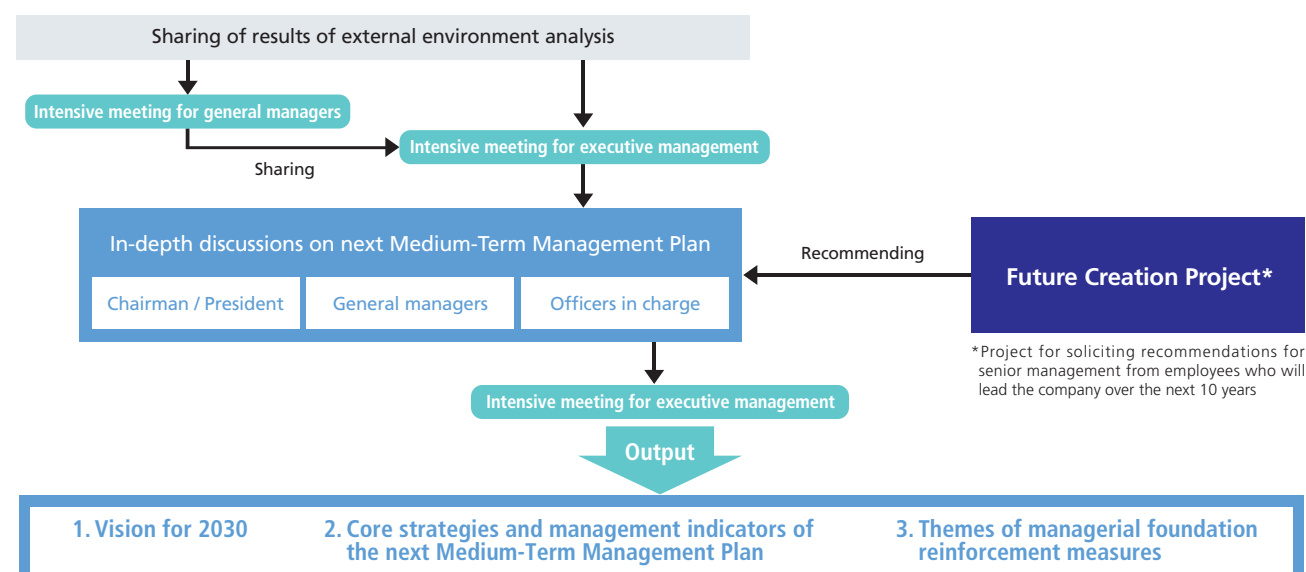 Sharing of results of external environment analysis
Intensive meeting for general managers
Intensive meeting for executive management
Sharing
In-depth discussions on next Medium-Term Management Plan
Chairman / President
General managers
Officers in charge
Recommending
Future Creation Project*
*Project for soliciting recommendations for
senior management from employees who will
lead the company over the next 10 years
Intensive meeting for executive management
Output
1. Vision for 2030
2. Core strategies and management indicators of
the next Medium-Term Management Plan
3. Themes of managerial foundation
reinforcement measures